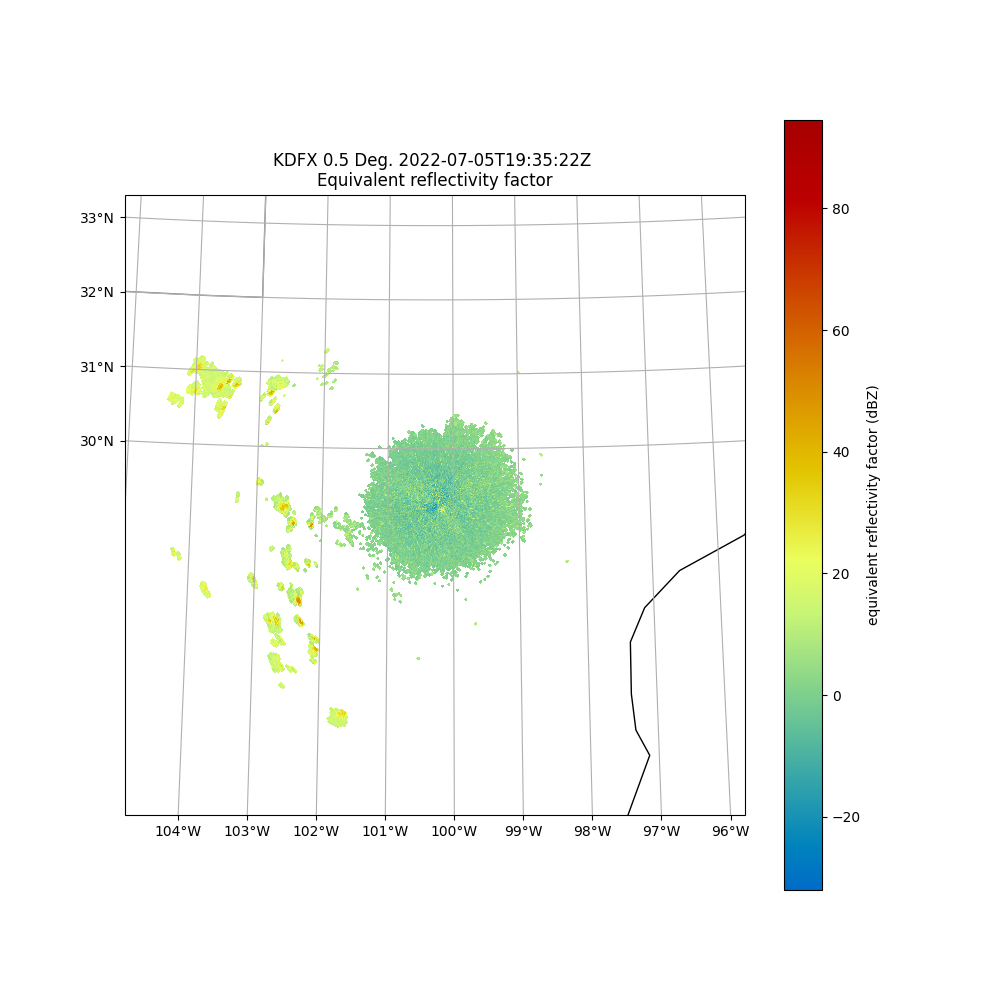 KDFX 0.5 Deg. 2022-07-05T19:35:22Z
Equivalent reflectivity factor
33°N
32°N
31°N
30°N
104°W 103°W 102°W 101°W 100°W 99°W 98°W 97°W 96°W
80
60
40
20
0
−20
equivalent reflectivity factor (dBZ)